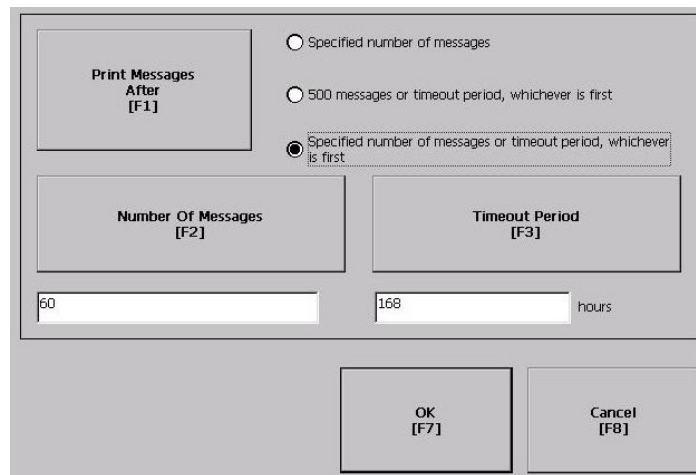 Print Messages
After
[F1]
Specified number of messages
500 messages or timeout period, whichever is first
Specified number of messages or timeout period, whichever
is first
Number Of Messages
[F2]
Timeout Period
[F3]
60
168
hours
OK
[F7]
Cancel
[F8]